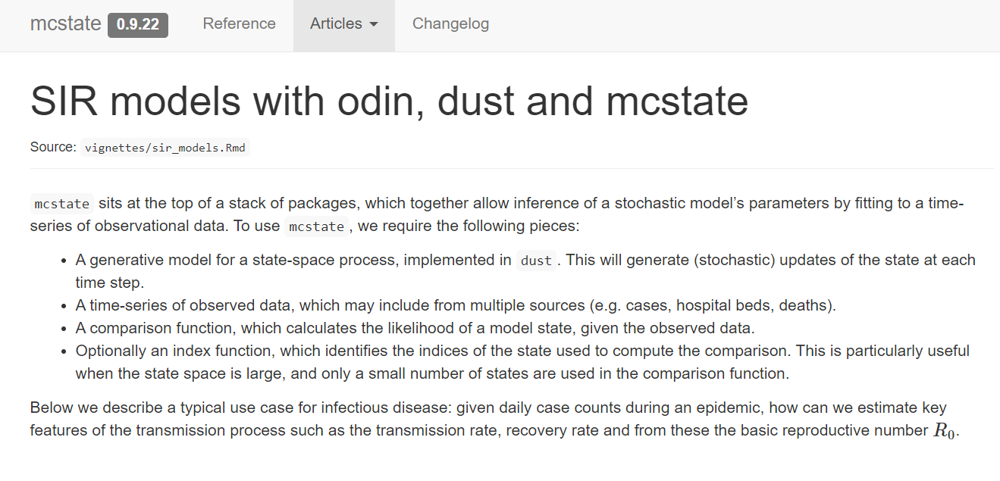 mcstate 0.9.22 Reference Articles Changelog
SIR models with odin, dust and mcstate
Source: vignettes/sir_models.Rmd
mcstate sits at the top of a stack of packages, which together allow inference of a stochastic model’s parameters by fitting to a time-
series of observational data. To use mcstate , we require the following pieces:
• A generative model for a state-space process, implemented in dust . This will generate (stochastic) updates of the state at each
time step.
• A time-series of observed data, which may include from multiple sources (e.g. cases, hospital beds, deaths).
• A comparison function, which calculates the likelihood of a model state, given the observed data.
• Optionally an index function, which identifies the indices of the state used to compute the comparison. This is particularly useful
when the state space is large, and only a small number of states are used in the comparison function.
Below we describe a typical use case for infectious disease: given daily case counts during an epidemic, how can we estimate key
features of the transmission process such as the transmission rate, recovery rate and from these the basic reproductive number R₀.